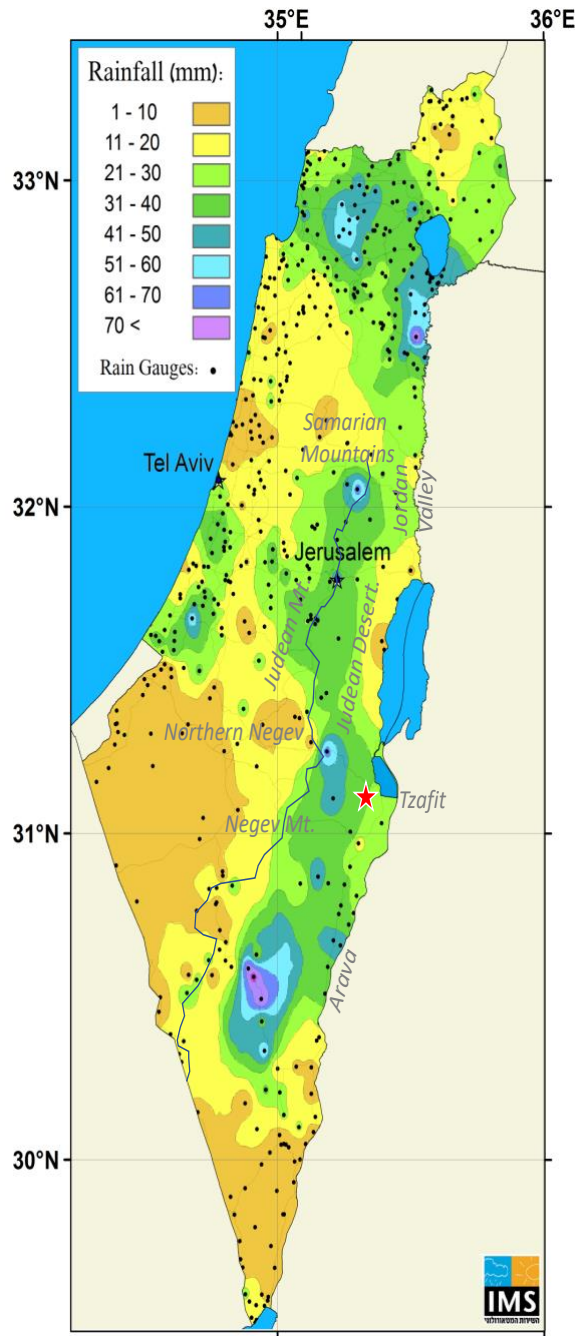 35°E
36°E
Rainfall (mm):
1 - 10
11 - 20
21 - 30
31 - 40
41 - 50
51 - 60
61 - 70
70 <
Rain Gauges:
33°N
Samarian
Mountains
Tel Aviv
Jordan
Valley
32°N
Jerusalem
Judean Mt.
Judean Desert
Northern Negev
Tzafit
31°N
Negev Mt.
Arava
30°N
IMS
השירות המטאורולוגי